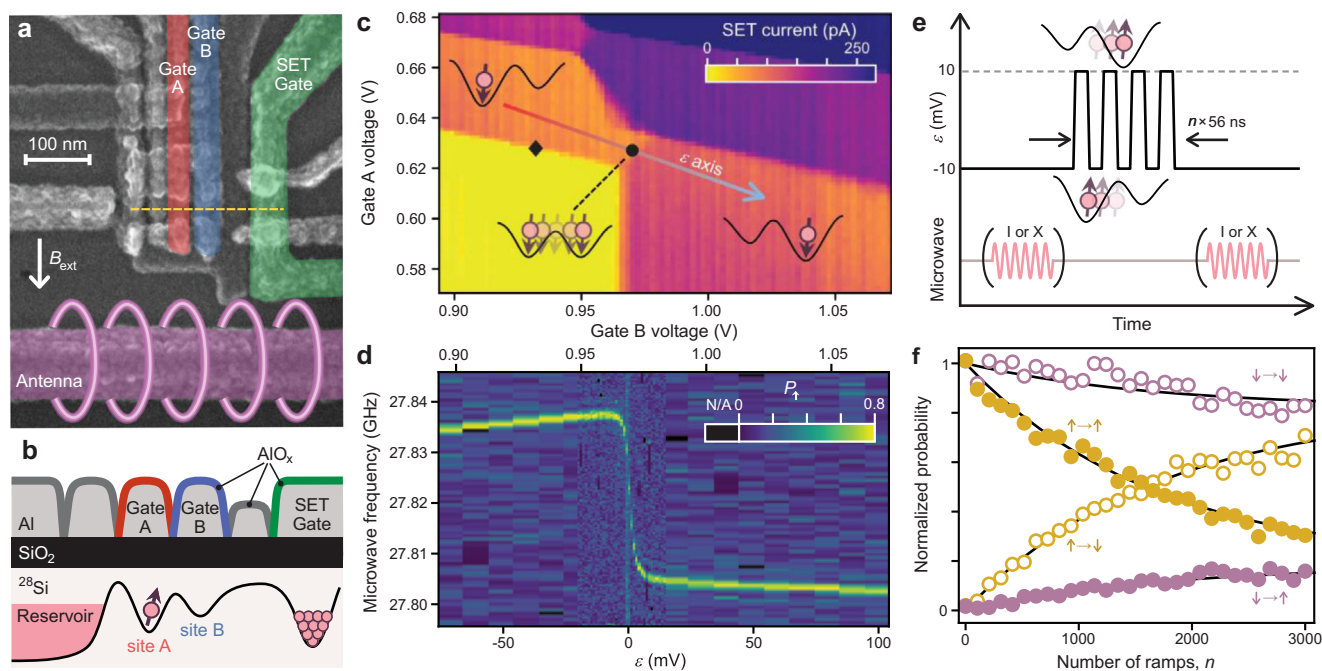 a
Gate
A
Gate
B
SET
Gate
100 nm
B_ext
Antenna
b
AlOₓ
Al
Gate
A
Gate
B
SET
Gate
SiO₂
²⁸Si
Reservoir
site A
site B
c
SET current (pA)
0 250
ε axis
Gate A voltage (V)
0.68
0.66
0.64
0.62
0.60
0.58
0.90 0.95 1.00 1.05
Gate B voltage (V)
d
0.90 0.95 1.00 1.05
P↑
N/A 0 0.8
Microwave frequency (GHz)
27.84
27.83
27.82
27.81
27.80
-50 0 50 100
ε (mV)
e
ε (mV)
10
-10
n×56 ns
Microwave
(I or X) (I or X)
Time
f
Normalized probability
1
0
↓→↓
↑→↑
↑→↓
↓→↑
0 1000 2000 3000
Number of ramps, n